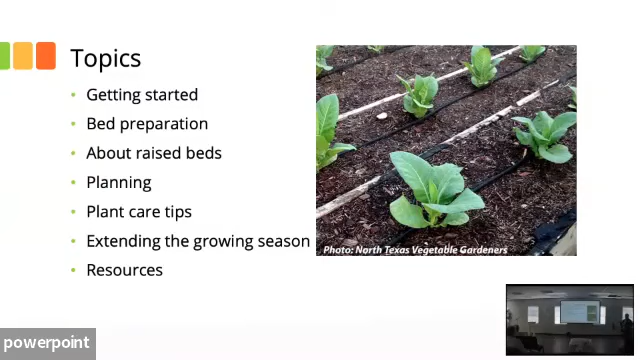 Topics
Getting started
Bed preparation
About raised beds
Planning
Plant care tips
Extending the growing season
Resources
Photo: North Texas Vegetable Gardeners
powerpoint